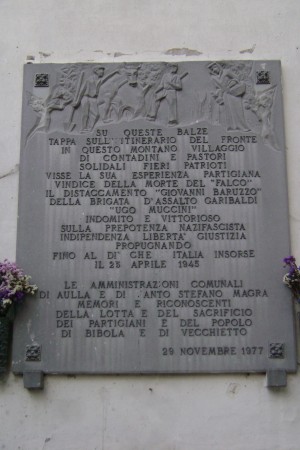 SU QUESTE BALZE
TAPPA SULL'ITINERARIO DEL FRONTE
IN QUESTO MONTANO VILLAGGIO
DI CONTADINI E PASTORI
SOLIDALI FIERI PATRIOTI
VISSE LA SUA ESPERIENZA PARTIGIANA
VINDICE DELLA MORTE DEL "FALCO"
IL DISTACCAMENTO "GIOVANNI BARUZZO"
DELLA BRIGATA D'ASSALTO GARIBALDI
"UGO MUCCINI"
INDOMITO E VITTORIOSO
SULLA PREPOTENZA NAZIFASCISTA
INDIPENDENZA LIBERTA' GIUSTIZIA
PROPUGNANDO
FINO AL DI' CHE ITALIA INSORSE
IL 25 APRILE 1945
LE AMMINISTRAZIONI COMUNALI
DI AULLA E DI ANTO STEFANO MAGRA
MEMORI E RICONOSCENTI
DELLA LOTTA E DEL SACRIFICIO
DEI PARTIGIANI E DEL POPOLO
DI BIBOLA E DI VECCHIETTO
29 NOVEMBRE 1977